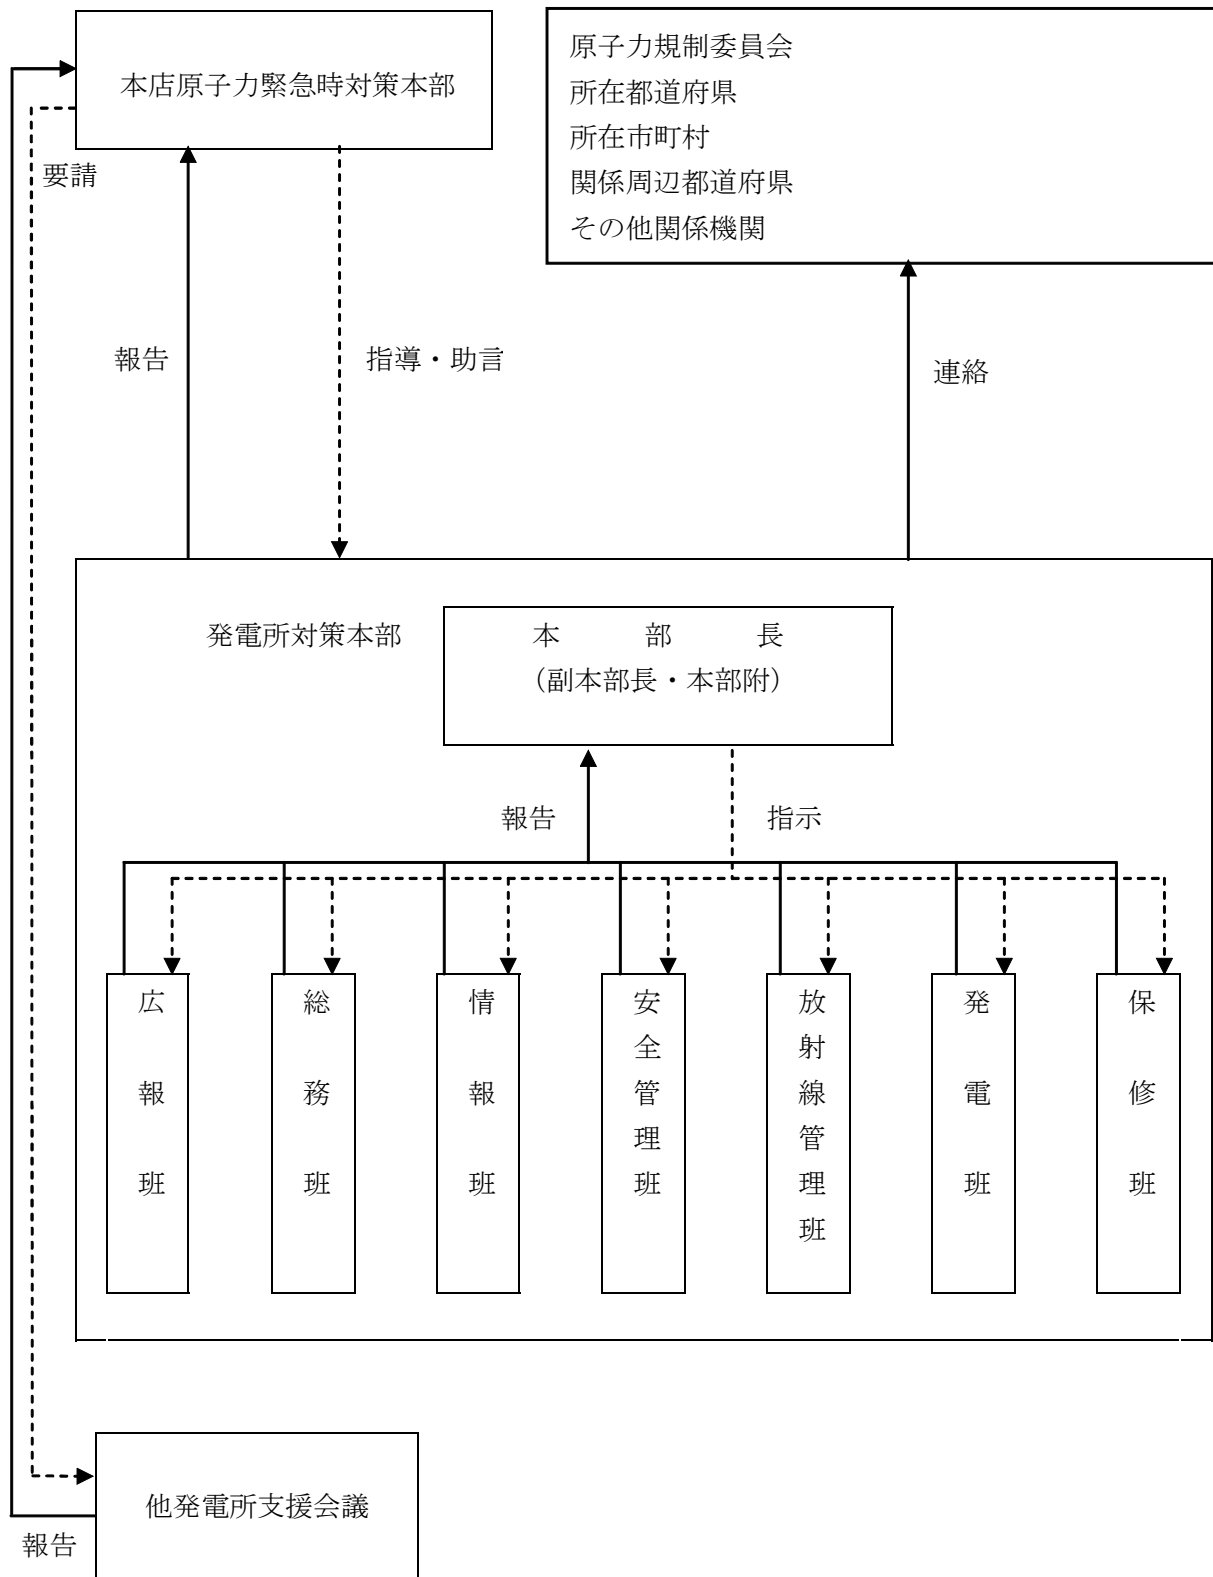 本店原子力緊急時対策本部
原子力規制委員会
所在都道府県
所在市町村
関係周辺都道府県
その他関係機関
要請
報告
指導・助言
連絡
発電所対策本部
本部長
（副本部長・本部附）
報告
指示
広報班
総務班
情報班
安全管理班
放射線管理班
発電班
保修班
他発電所支援会議
報告